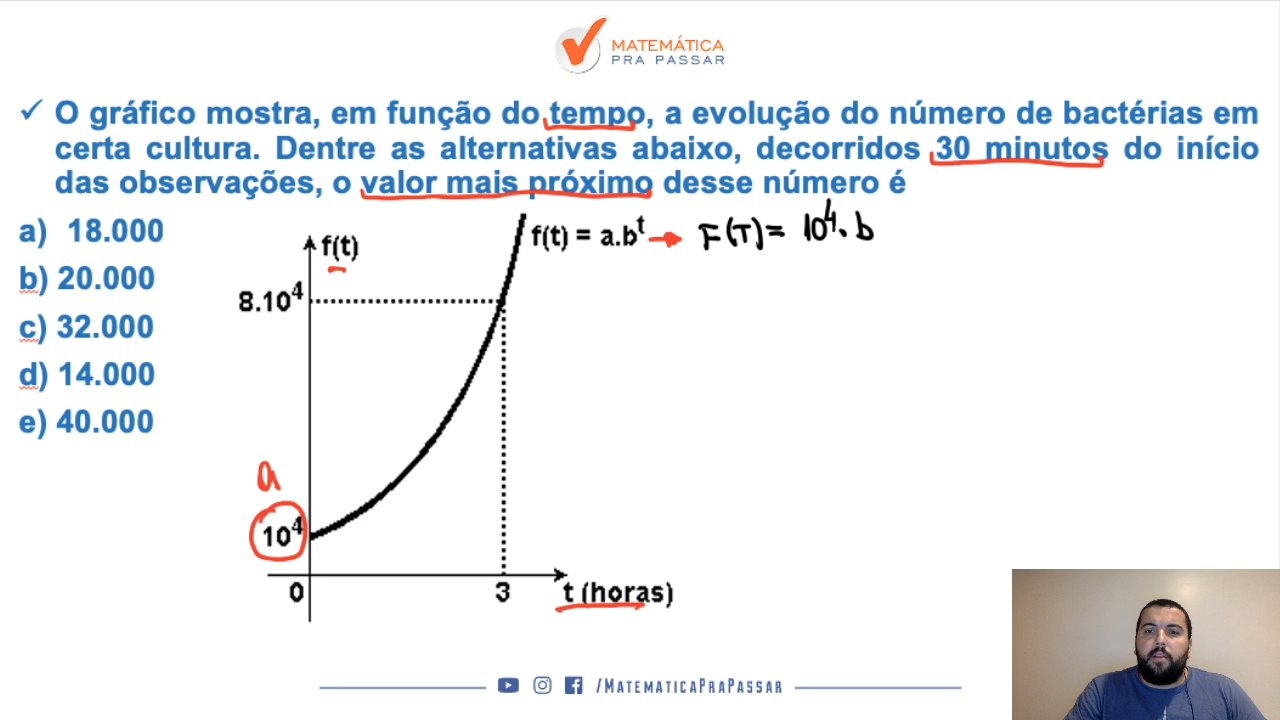 MATEMÁTICA
PRA PASSAR
✓ O gráfico mostra, em função do tempo, a evolução do número de bactérias em
certa cultura. Dentre as alternativas abaixo, decorridos 30 minutos do início
das observações, o valor mais próximo desse número é
a) 18.000
b) 20.000
c) 32.000
d) 14.000
e) 40.000
f(t)
f(t) = a.b^t → F(T) = 10^4. b
8.10^4
a
10^4
0
3
t (horas)
/MATEMATICAPRAPASSAR